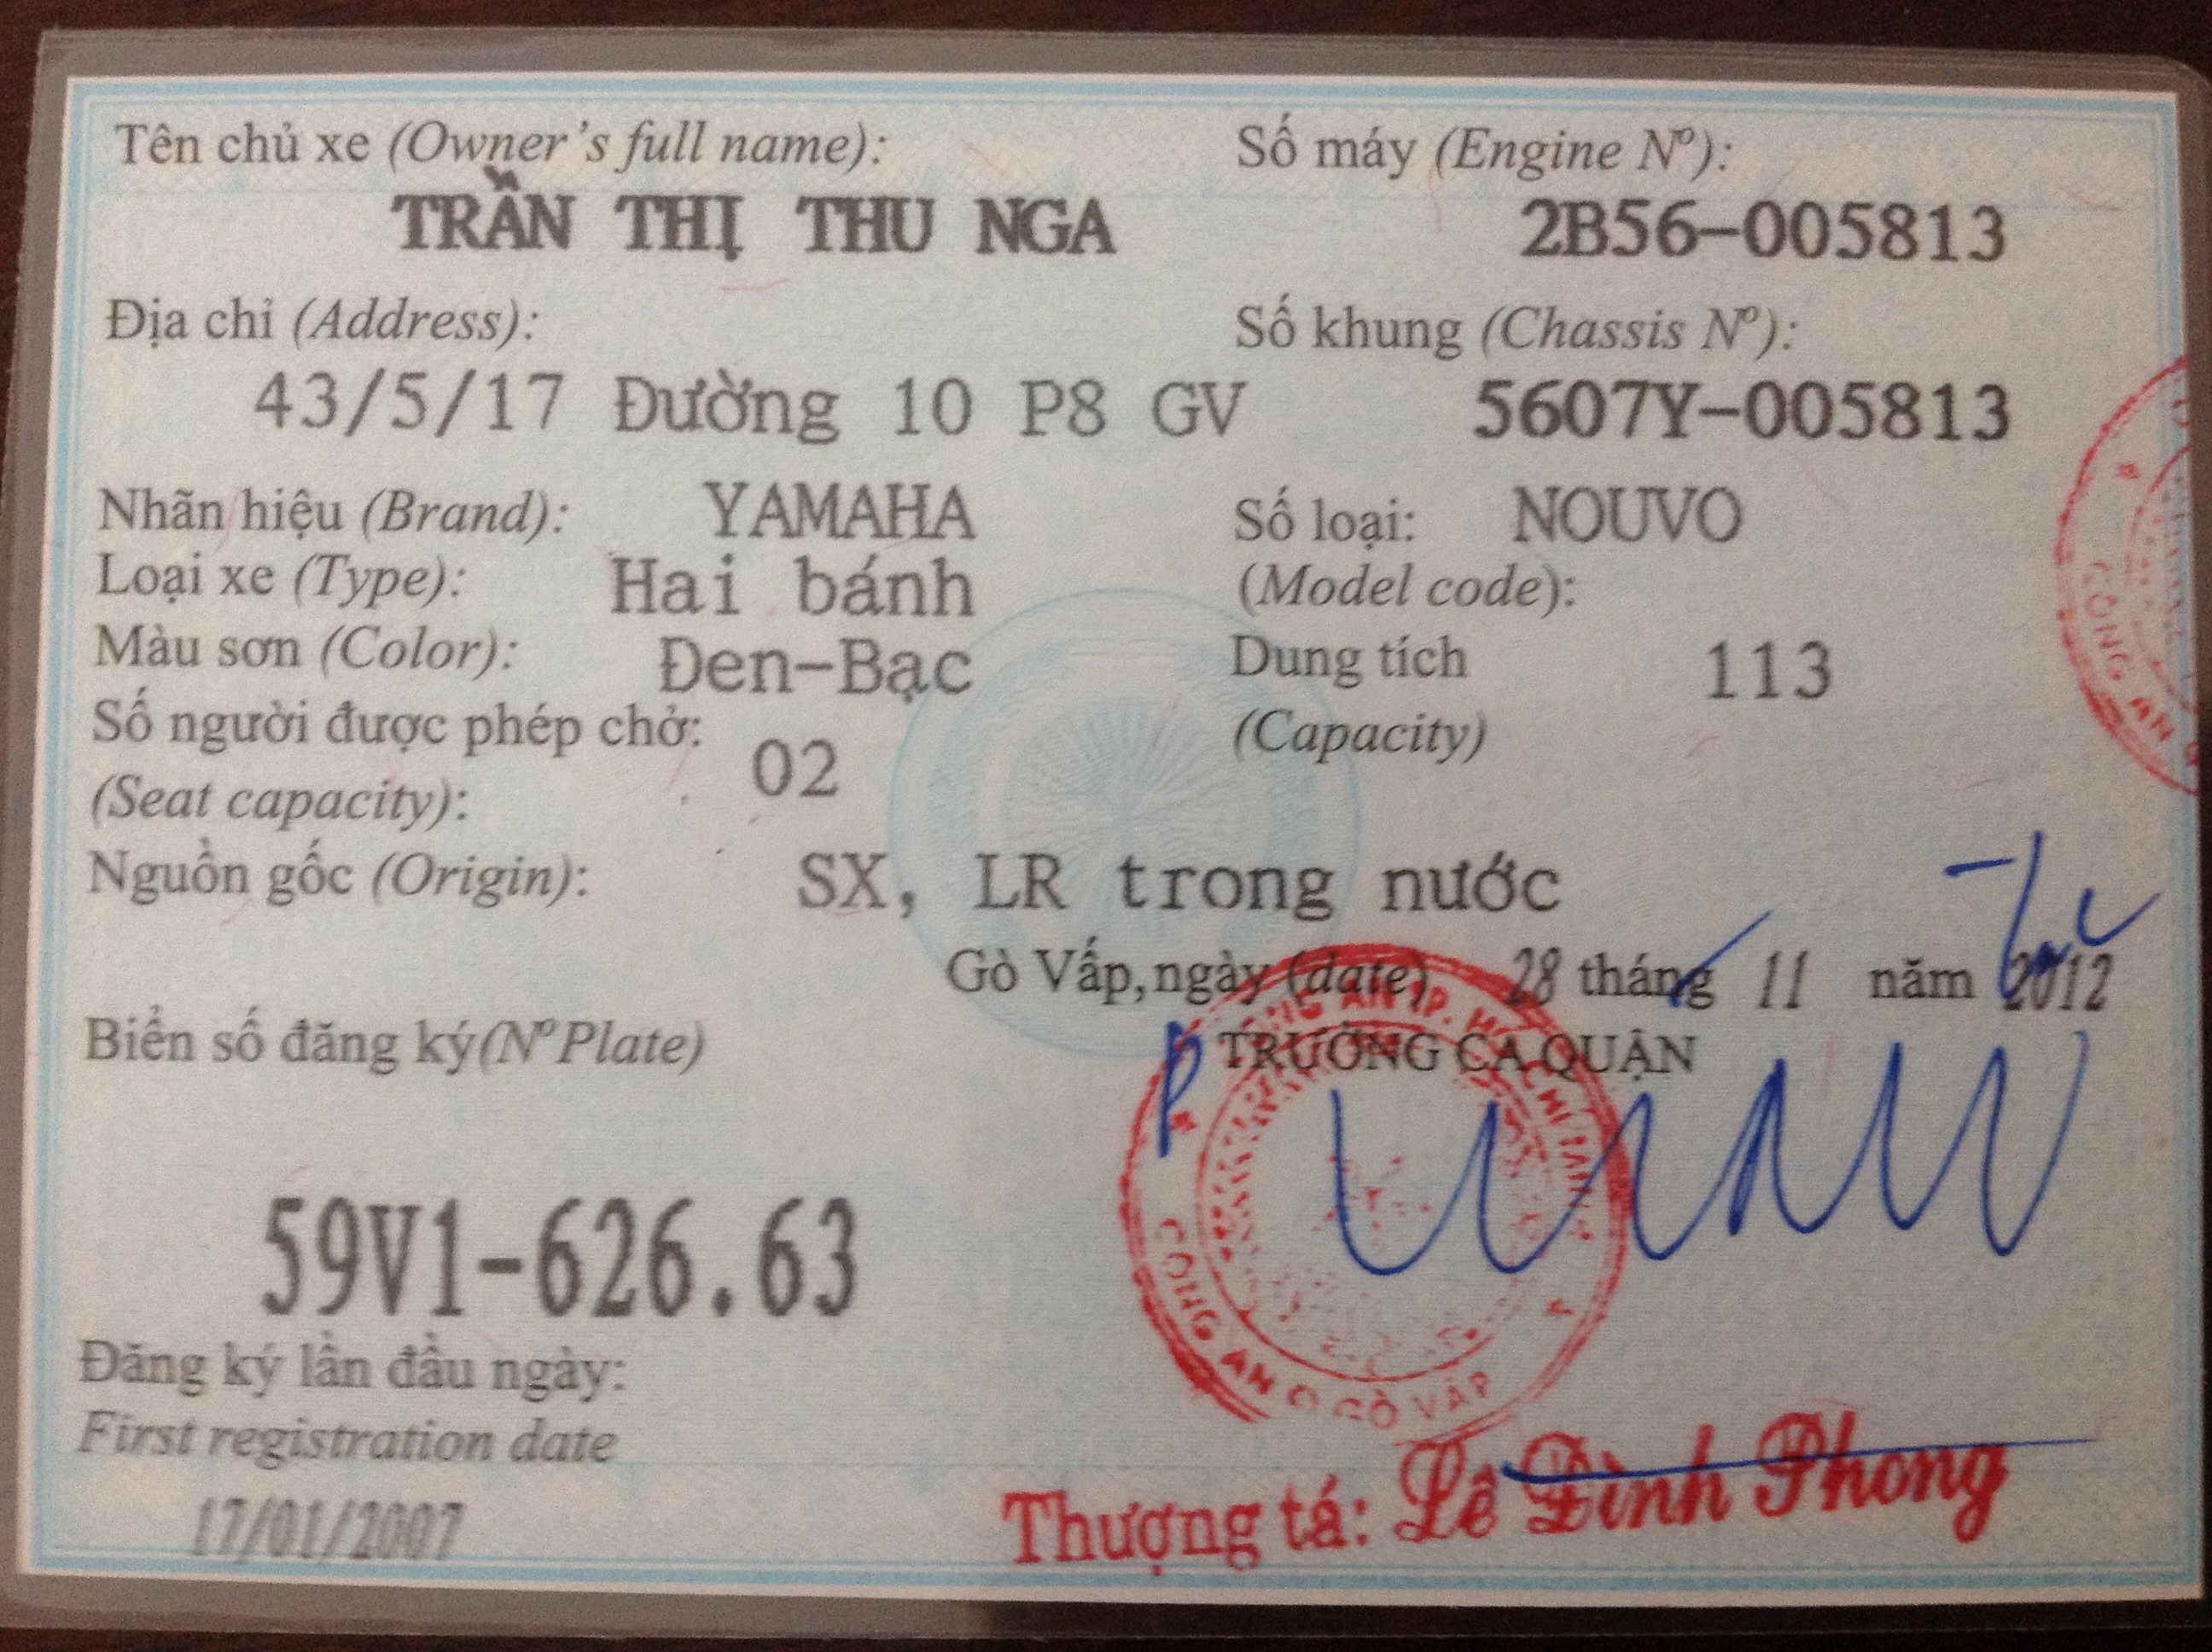 Tên chủ xe (Owner's full name):
TRẦN THỊ THU NGA
Số máy (Engine Nº):
2B56-005813
Địa chỉ (Address):
43/5/17 Đường 10 P8 GV
Số khung (Chassis Nº):
5607Y-005813
Nhãn hiệu (Brand): YAMAHA
Số loại: NOUVO
(Model code):
Loại xe (Type): Hai bánh
Màu sơn (Color): Đen-Bạc
Dung tích 113
(Capacity)
Số người được phép chở: 02
(Seat capacity):
Nguồn gốc (Origin): SX, LR trong nước
Gò Vấp, ngày (date) 28 tháng 11 năm 2012
TRƯỞNG CA QUẬN
CÔNG AN TP. HỒ CHÍ MINH
CÔNG AN Q GÒ VẤP
CÔNG AN
Biển số đăng ký (Nº Plate)
59V1-626.63
Đăng ký lần đầu ngày:
First registration date
17/01/2007
Thượng tá: Lê Đình Phong